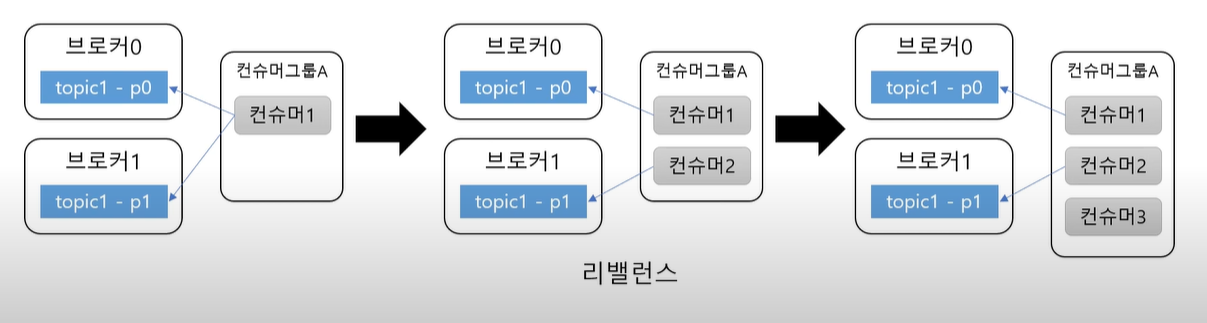 브로커0
topic1 - p0
브로커1
topic1 - p1
컨슈머그룹A
컨슈머1
브로커0
topic1 - p0
브로커1
topic1 - p1
컨슈머그룹A
컨슈머1
컨슈머2
브로커0
topic1 - p0
브로커1
topic1 - p1
컨슈머그룹A
컨슈머1
컨슈머2
컨슈머3
리밸런스